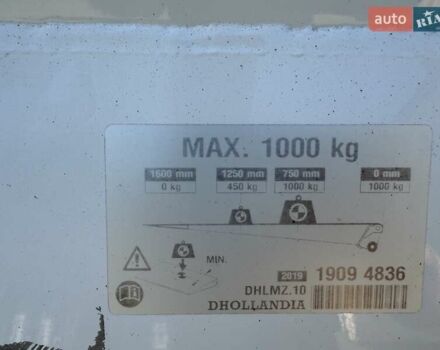 auto RIA
MAX. 1000 kg
1600 mm 1250 mm 750 mm 0 mm
0 kg 450 kg 1000 kg 1000 kg
MIN.
2019 1909 4836
DHLMZ.10
DHOLLANDIA